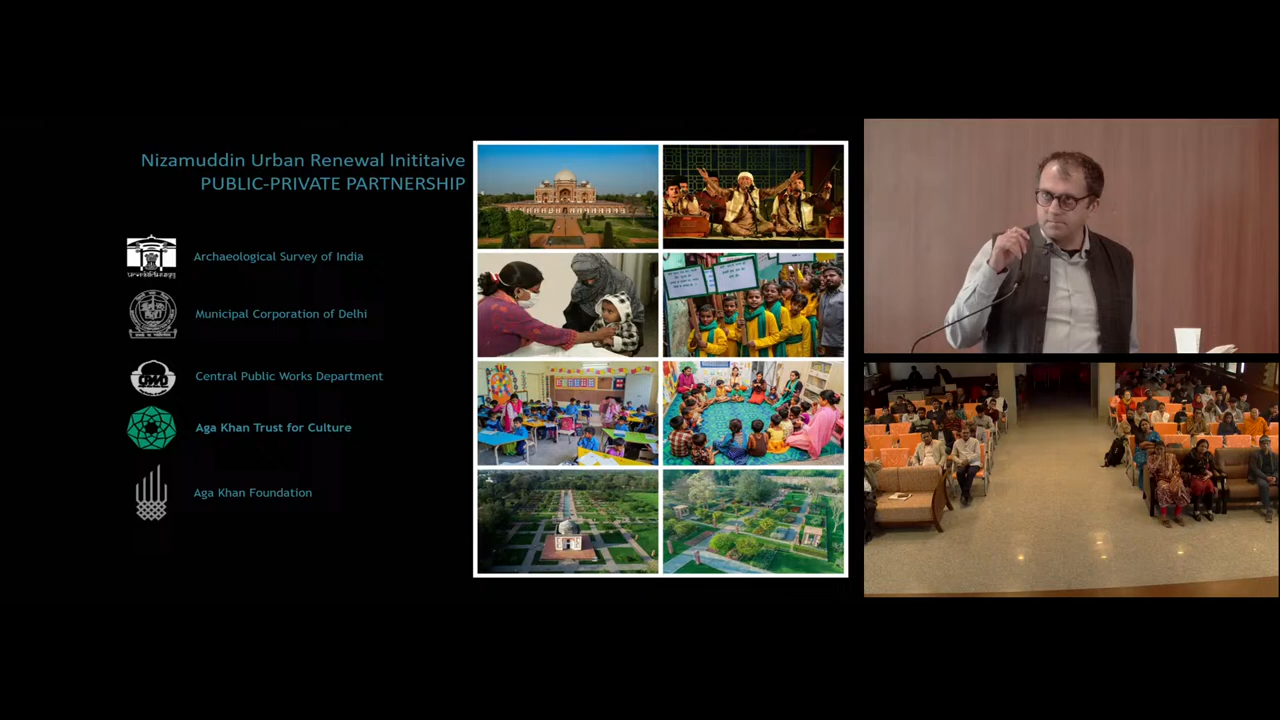 Nizamuddin Urban Renewal Inititaive
PUBLIC-PRIVATE PARTNERSHIP
Archaeological Survey of India
Municipal Corporation of Delhi
Central Public Works Department
Aga Khan Trust for Culture
Aga Khan Foundation